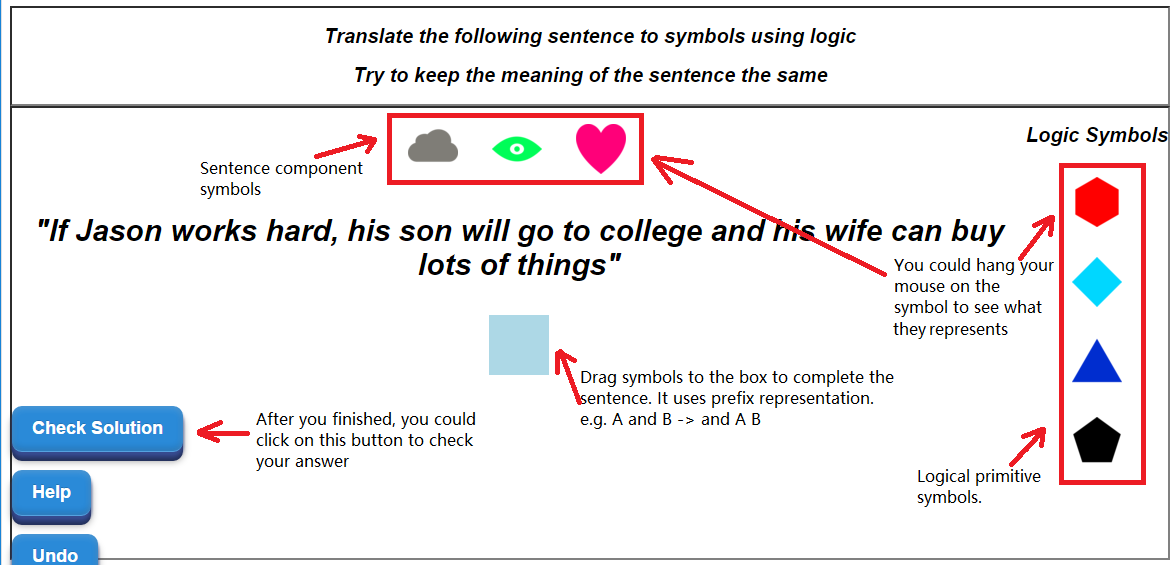 Translate the following sentence to symbols using logic
Try to keep the meaning of the sentence the same
Logic Symbols
Sentence component
symbols
"If Jason works hard, his son will go to college and his wife can buy
lots of things"
You could hang your
mouse on the
symbol to see what
they represents
Drag symbols to the box to complete the
sentence. It uses prefix representation.
e.g. A and B -> and A B
Check Solution
After you finished, you could
click on this button to check
your answer
Logical primitive
symbols.
Help
Undo